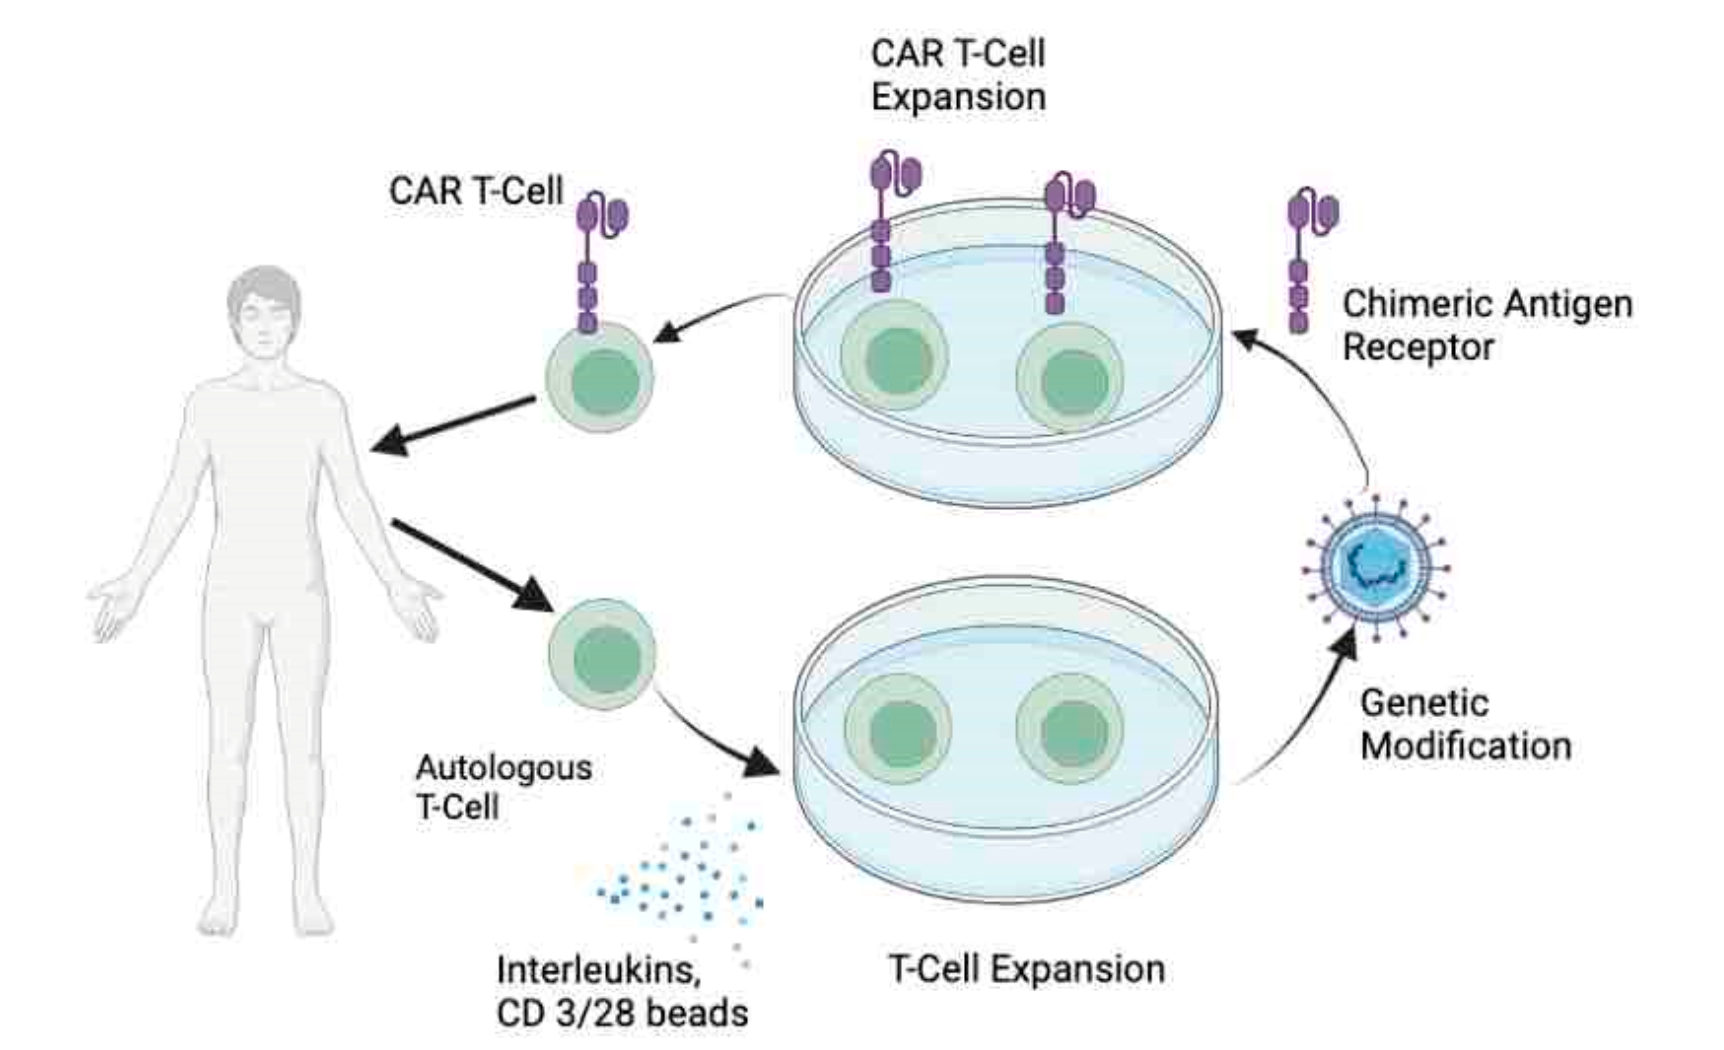 CAR T-Cell
Expansion
CAR T-Cell
Chimeric Antigen
Receptor
Genetic
Modification
Autologous
T-Cell
Interleukins,
CD 3/28 beads
T-Cell Expansion